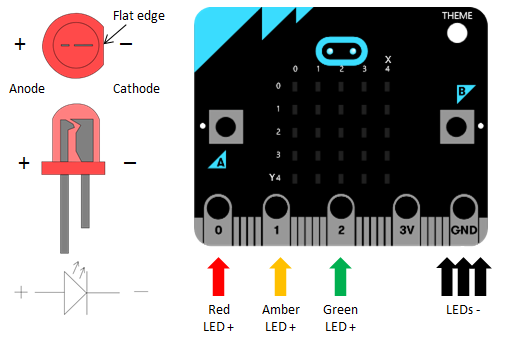 Flat edge
+ −
Anode Cathode
+ −
+ −
THEME
X
0 1 2 3 4
0
1
2
3
Y 4
A
B
0 1 2 3V GND
Red
LED +
Amber
LED +
Green
LED +
LEDs -